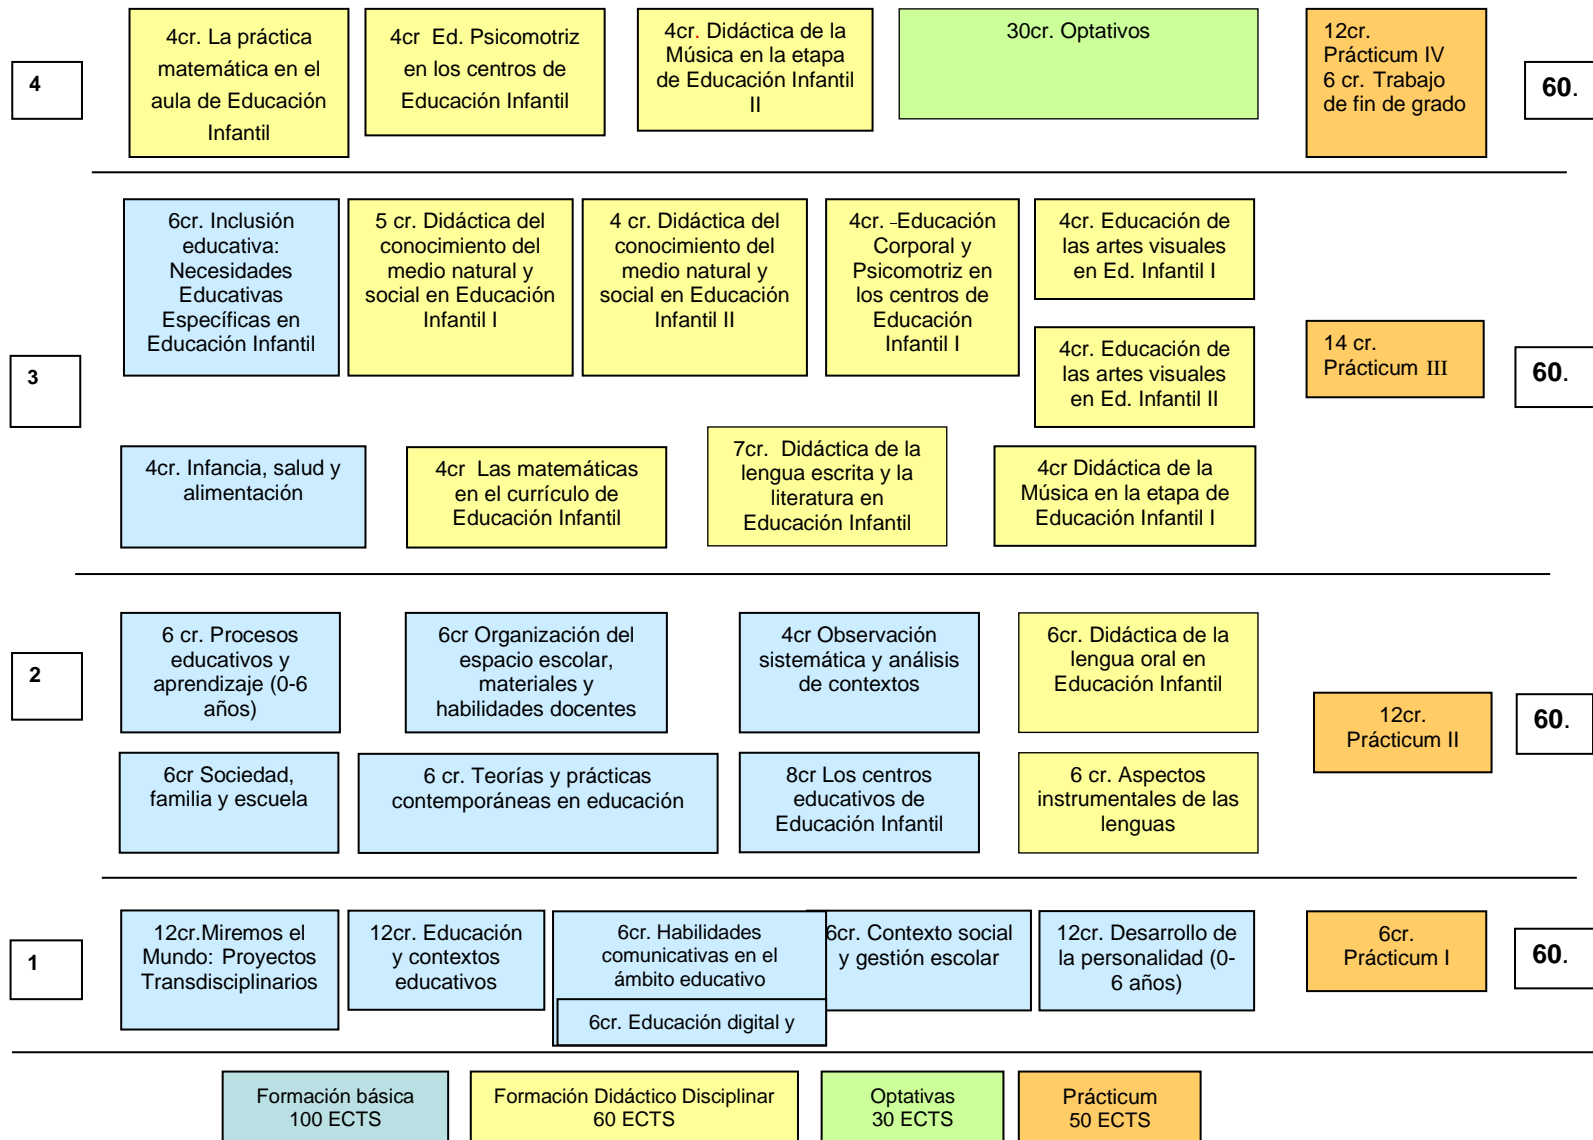 4
4cr. La práctica
matemática en el
aula de Educación
Infantil
4cr Ed. Psicomotriz
en los centros de
Educación Infantil
4cr. Didáctica de la
Música en la etapa
de Educación Infantil
II
30cr. Optativos
12cr.
Prácticum IV
6 cr. Trabajo
de fin de grado
60.
3
6cr. Inclusión
educativa:
Necesidades
Educativas
Específicas en
Educación Infantil
5 cr. Didáctica del
conocimiento del
medio natural y
social en Educación
Infantil I
4 cr. Didáctica del
conocimiento del
medio natural y
social en Educación
Infantil II
4cr. -Educación
Corporal y
Psicomotriz en
los centros de
Educación
Infantil I
4cr. Educación de
las artes visuales
en Ed. Infantil I
4cr. Educación de
las artes visuales
en Ed. Infantil II
14 cr.
Prácticum III
60.
4cr. Infancia, salud y
alimentación
4cr Las matemáticas
en el currículo de
Educación Infantil
7cr. Didáctica de la
lengua escrita y la
literatura en
Educación Infantil
4cr Didáctica de la
Música en la etapa de
Educación Infantil I
2
6 cr. Procesos
educativos y
aprendizaje (0-6
años)
6cr Organización del
espacio escolar,
materiales y
habilidades docentes
4cr Observación
sistemática y análisis
de contextos
6cr. Didáctica de la
lengua oral en
Educación Infantil
12cr.
Prácticum II
60.
6cr Sociedad,
familia y escuela
6 cr. Teorías y prácticas
contemporáneas en educación
8cr Los centros
educativos de
Educación Infantil
6 cr. Aspectos
instrumentales de las
lenguas
1
12cr.Miremos el
Mundo: Proyectos
Transdisciplinarios
12cr. Educación
y contextos
educativos
6cr. Habilidades
comunicativas en el
ámbito educativo
6cr. Educación digital y
6cr. Contexto social
y gestión escolar
12cr. Desarrollo de
la personalidad (0-
6 años)
6cr.
Prácticum I
60.
Formación básica
100 ECTS
Formación Didáctico Disciplinar
60 ECTS
Optativas
30 ECTS
Prácticum
50 ECTS